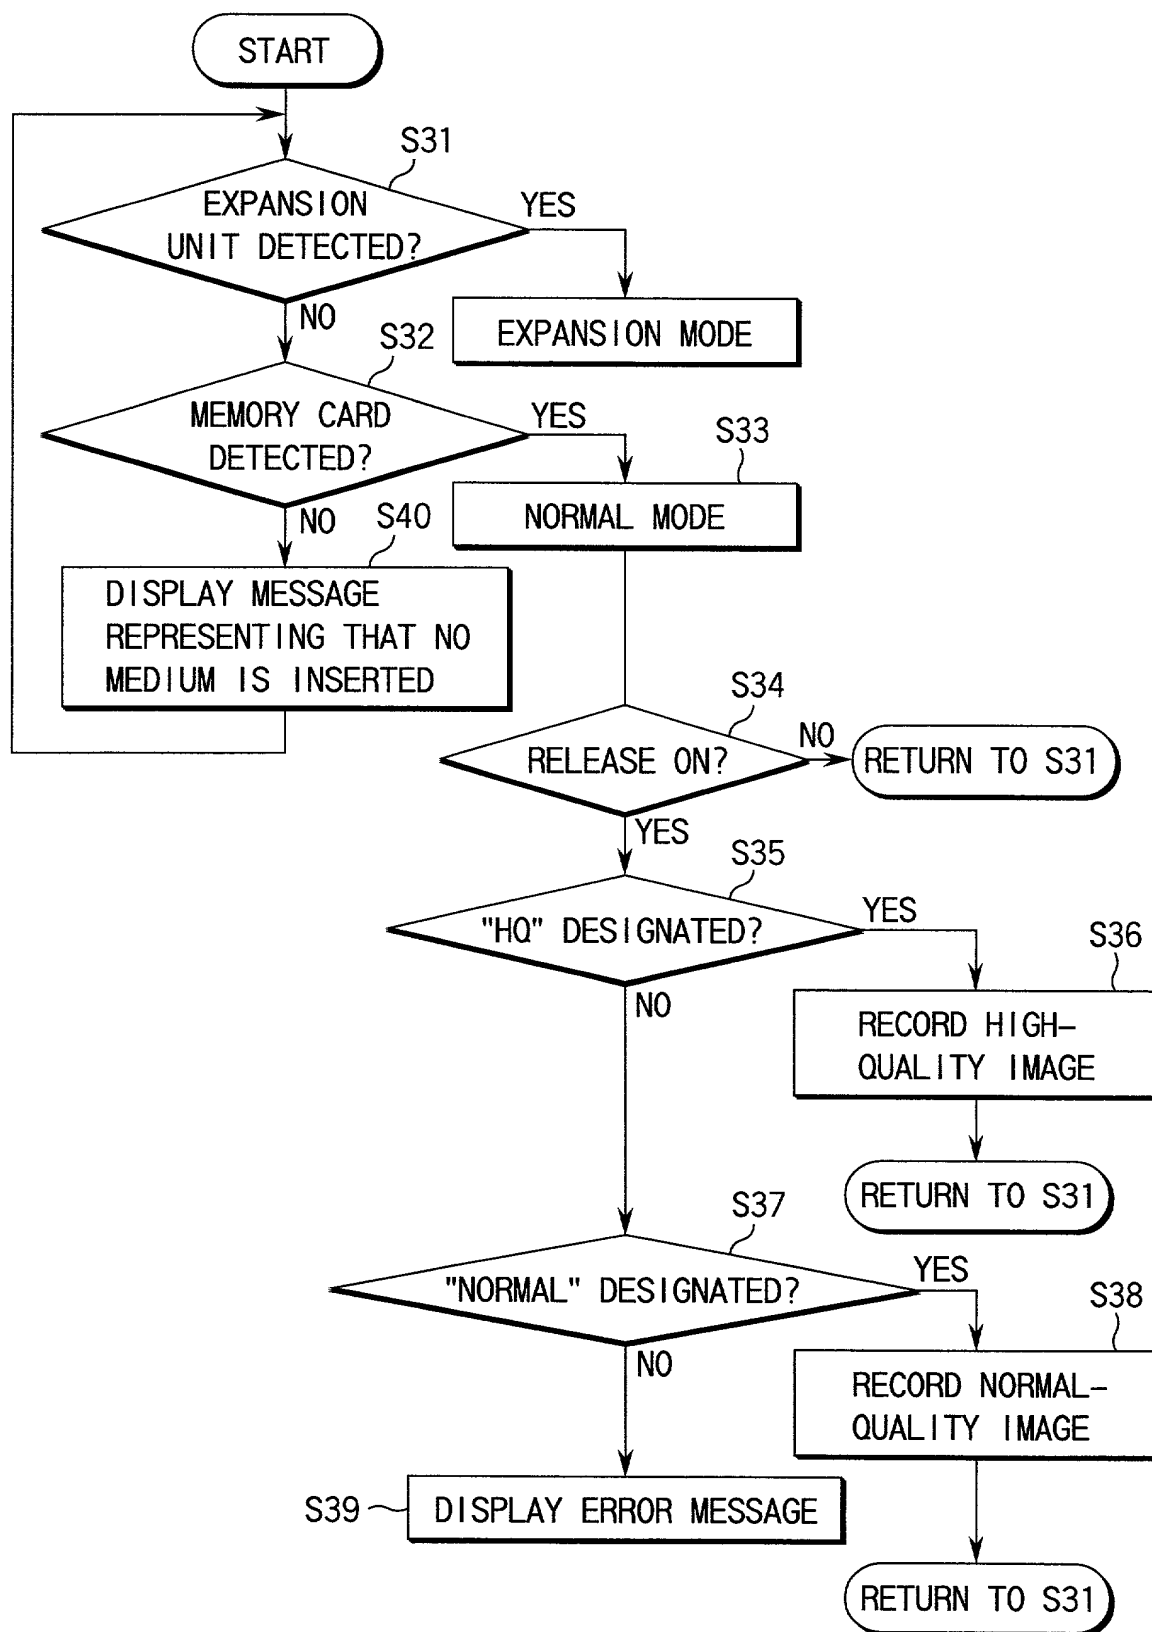 START
S31
EXPANSION
UNIT DETECTED?
YES
NO
EXPANSION MODE
S32
MEMORY CARD
DETECTED?
YES
NO
S33
NORMAL MODE
S40
DISPLAY MESSAGE
REPRESENTING THAT NO
MEDIUM IS INSERTED
S34
RELEASE ON?
NO
RETURN TO S31
YES
S35
"HQ" DESIGNATED?
YES
NO
S36
RECORD HIGH-
QUALITY IMAGE
RETURN TO S31
S37
"NORMAL" DESIGNATED?
YES
NO
S38
RECORD NORMAL-
QUALITY IMAGE
S39
DISPLAY ERROR MESSAGE
RETURN TO S31